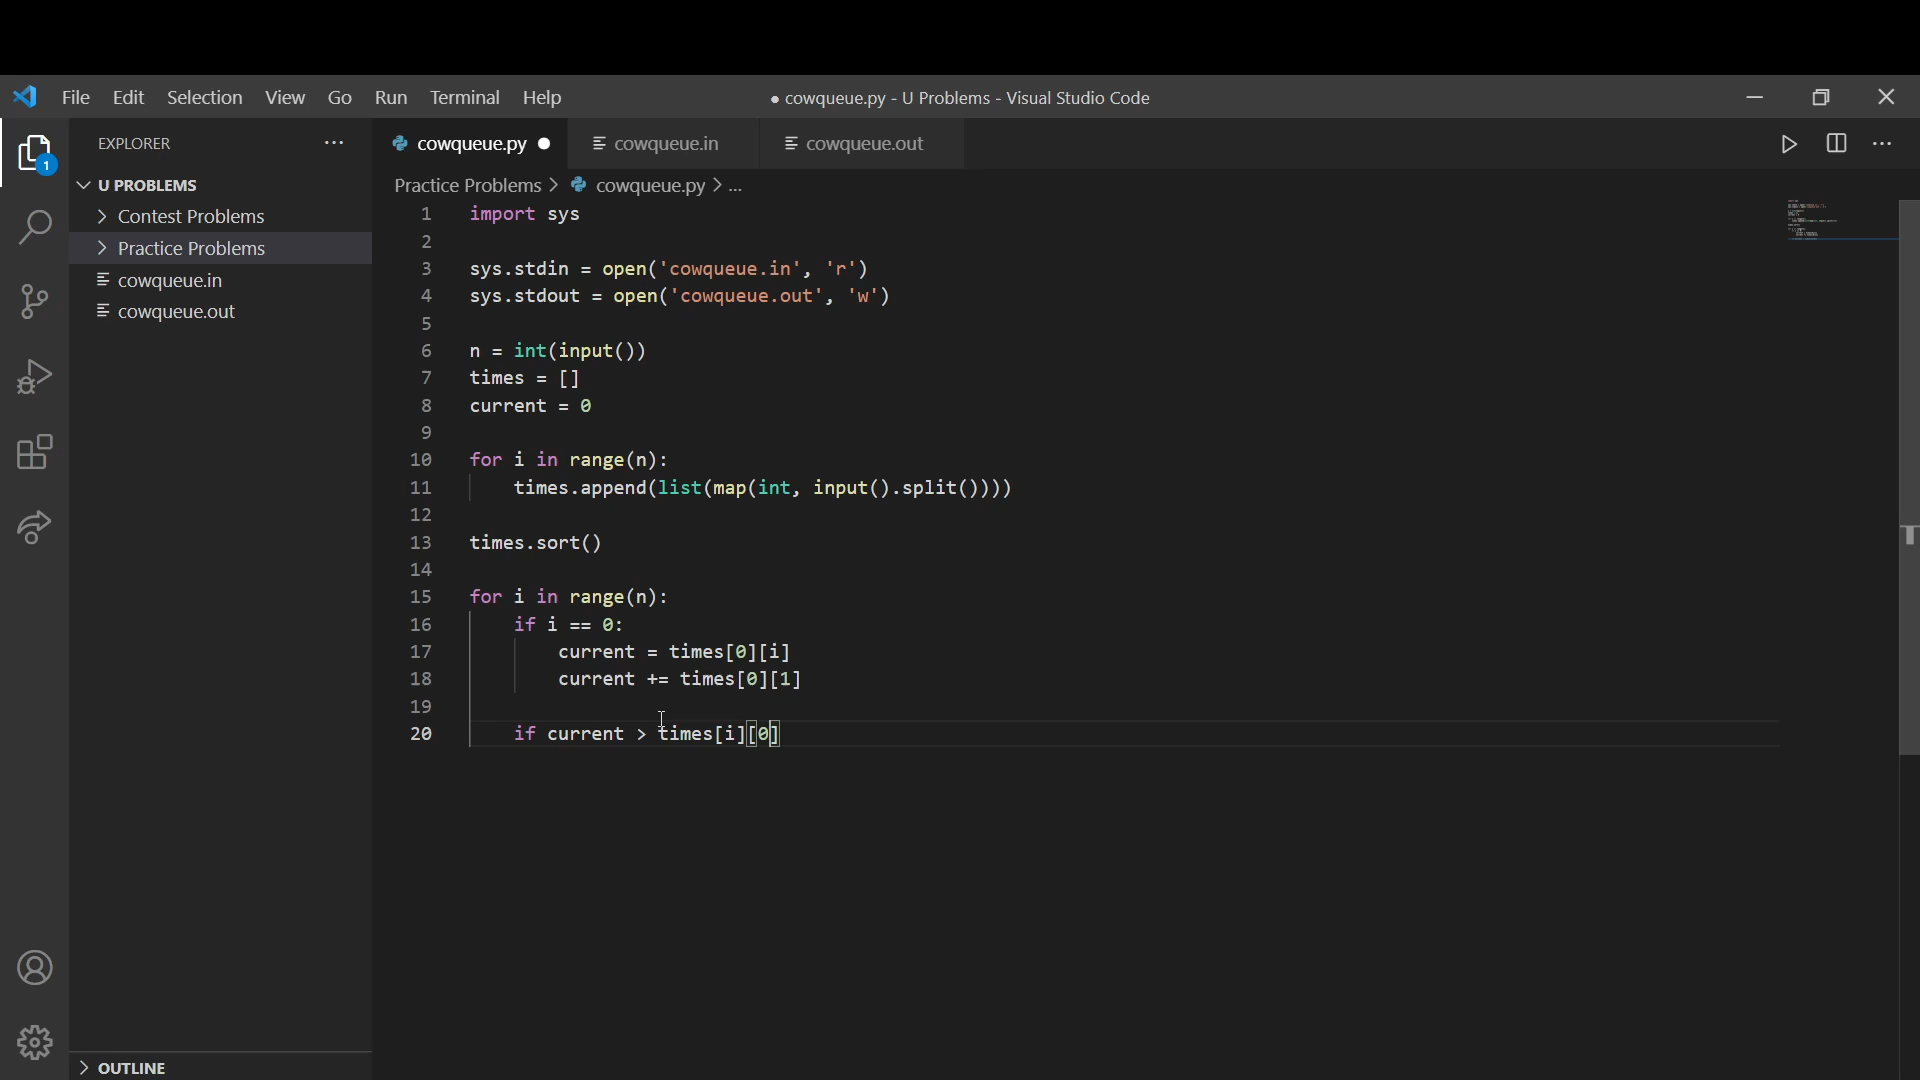 File Edit Selection View Go Run Terminal Help
● cowqueue.py - U Problems - Visual Studio Code
EXPLORER ...
1
U PROBLEMS
Contest Problems
Practice Problems
cowqueue.in
cowqueue.out
OUTLINE
cowqueue.py ● cowqueue.in cowqueue.out
Practice Problems > cowqueue.py > ...
1 import sys
2
3 sys.stdin = open('cowqueue.in', 'r')
4 sys.stdout = open('cowqueue.out', 'w')
5
6 n = int(input())
7 times = []
8 current = 0
9
10 for i in range(n):
11     times.append(list(map(int, input().split())))
12
13 times.sort()
14
15 for i in range(n):
16     if i == 0:
17         current = times[0][i]
18         current += times[0][1]
19
20     if current > times[i][0]